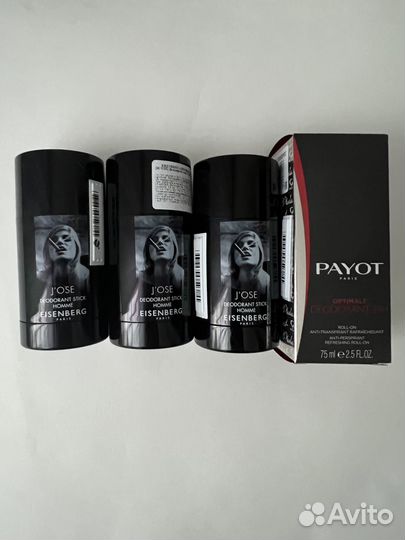 J'OSE
DEODORANT STICK
HOMME
EISENBERG
PARIS
J'OSE
DEODORANT STICK
HOMME
EISENBERG
PARIS
J'OSE
DEODORANT STICK
HOMME
EISENBERG
PARIS
PAYOT
PARIS
OPTIMALE
DEODORANT 24H
ROLL-ON
ANTI-TRANSPIRANT RAFRAÎCHISSANT
ANTI-PERSPIRANT
REFRESHING ROLL-ON
75 ml e 2.5 FL.OZ.
Avito